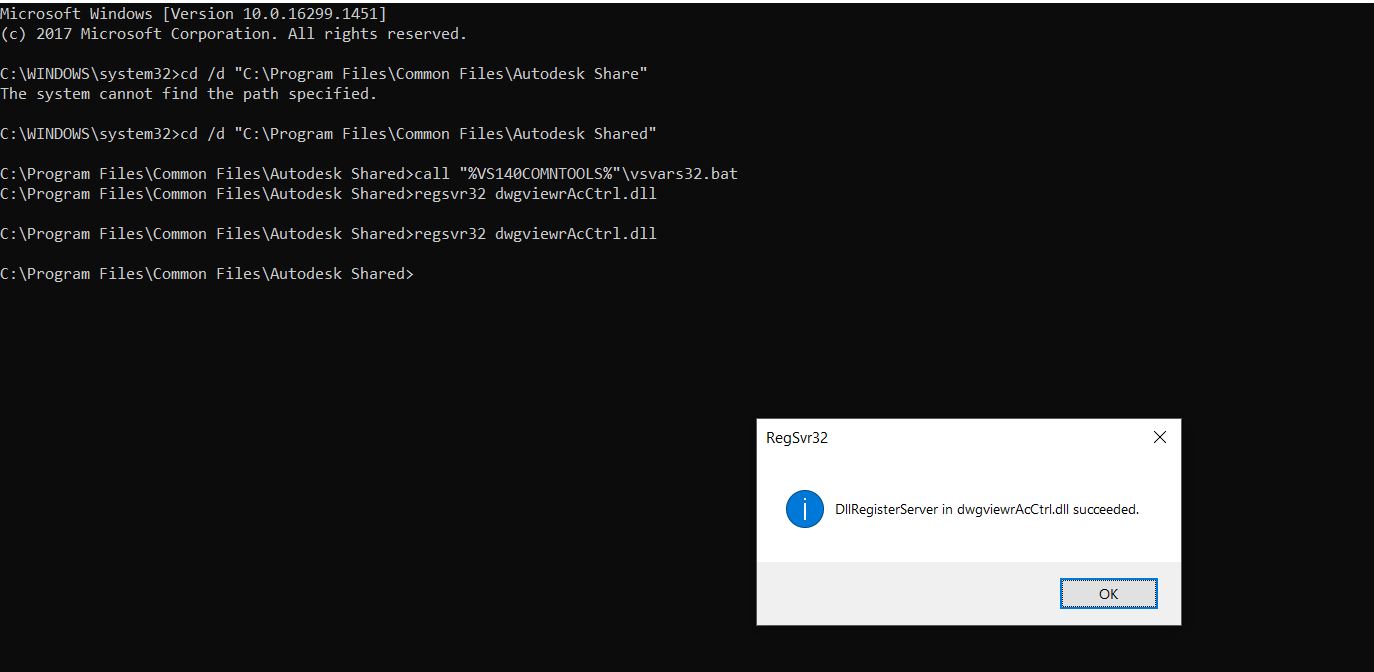 Microsoft Windows [Version 10.0.16299.1451]
(c) 2017 Microsoft Corporation. All rights reserved.
C:\WINDOWS\system32>cd /d "C:\Program Files\Common Files\Autodesk Share"
The system cannot find the path specified.
C:\WINDOWS\system32>cd /d "C:\Program Files\Common Files\Autodesk Shared"
C:\Program Files\Common Files\Autodesk Shared>call "%VS140COMNTOOLS%"\vsvars32.bat
C:\Program Files\Common Files\Autodesk Shared>regsvr32 dwgviewrAcCtrl.dll
C:\Program Files\Common Files\Autodesk Shared>regsvr32 dwgviewrAcCtrl.dll
C:\Program Files\Common Files\Autodesk Shared>
RegSvr32
DllRegisterServer in dwgviewrAcCtrl.dll succeeded.
OK